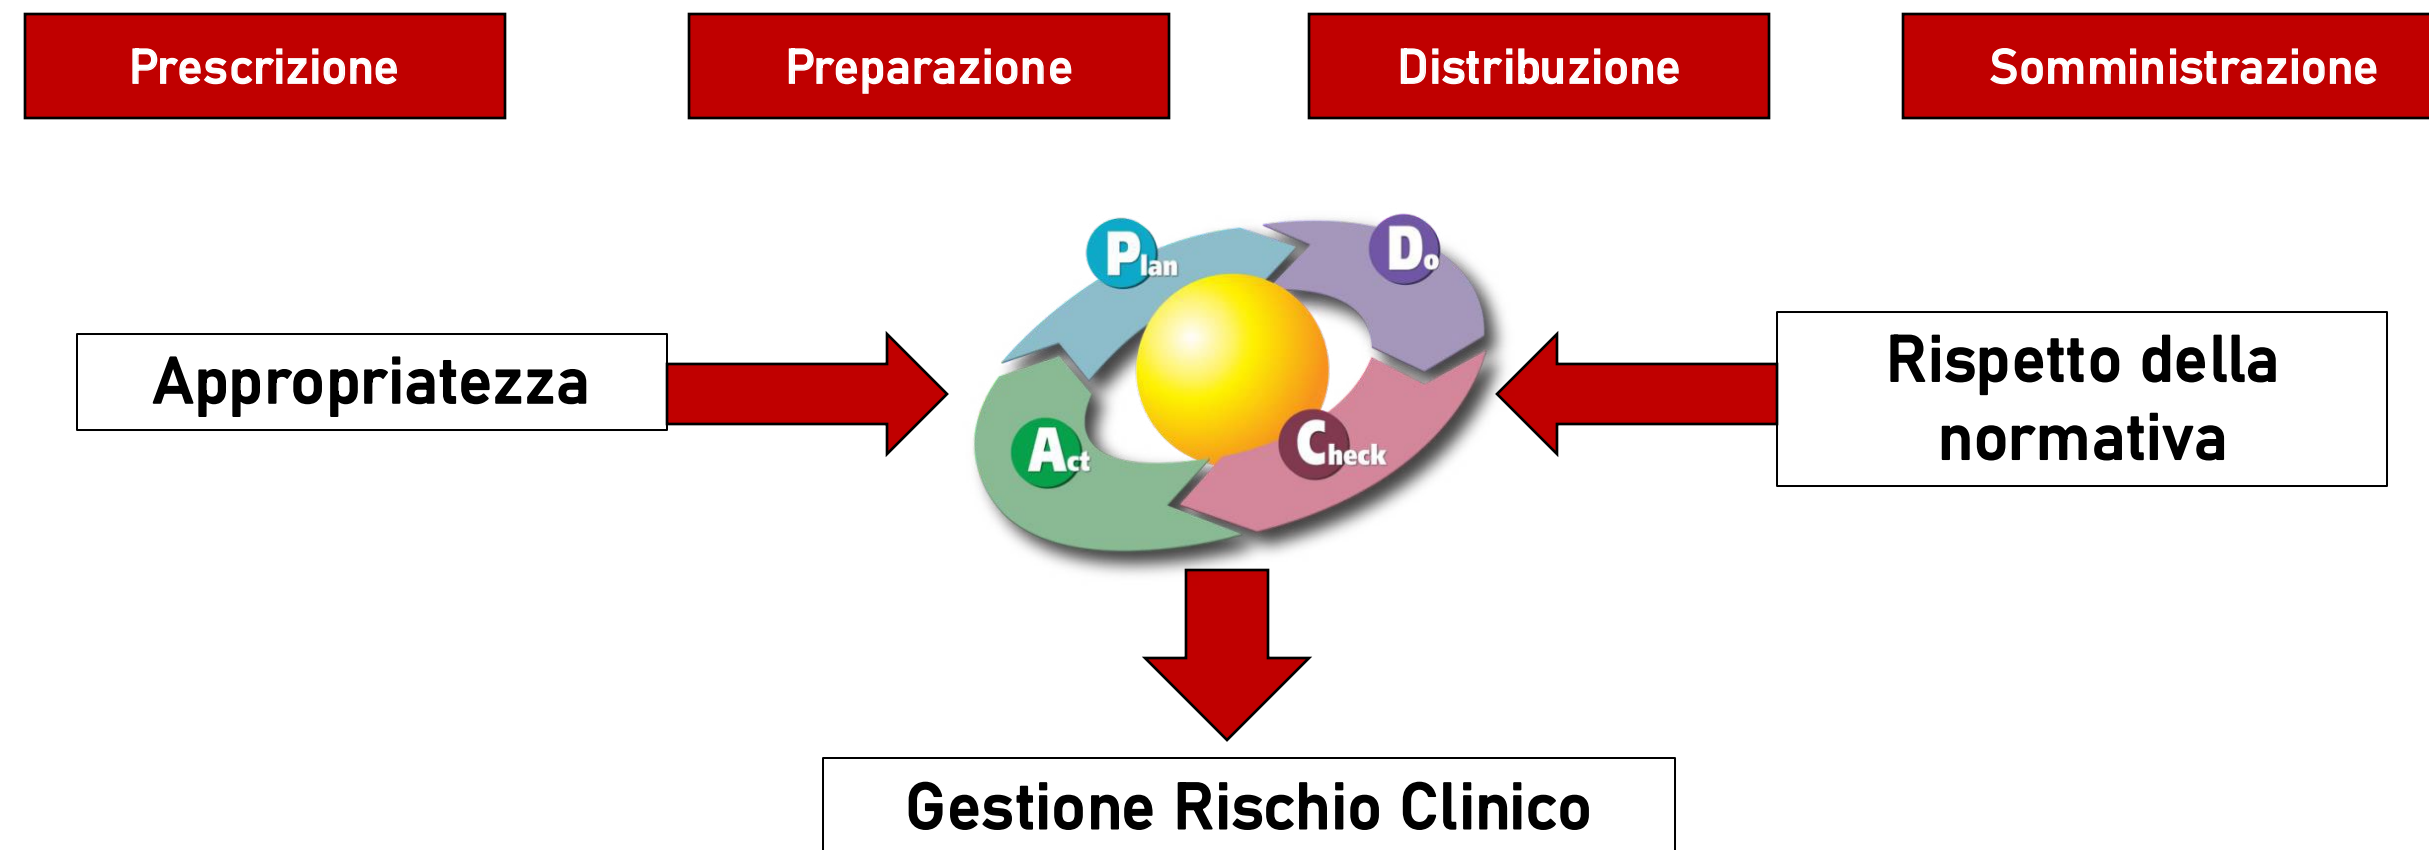 Prescrizione
Preparazione
Distribuzione
Somministrazione
Plan
Do
Appropriatezza
Rispetto della
normativa
Act
Check
Gestione Rischio Clinico